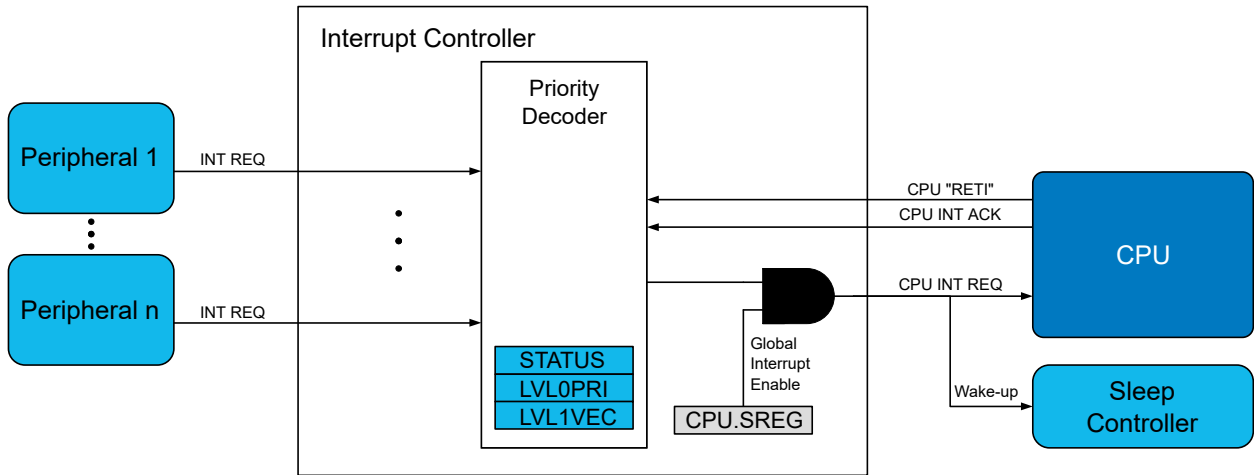 Interrupt Controller
Priority
Decoder
Peripheral 1
INT REQ
CPU "RETI"
CPU INT ACK
CPU
Peripheral n
INT REQ
CPU INT REQ
Global
Interrupt
Enable
STATUS
LVL0PRI
LVL1VEC
CPU.SREG
Wake-up
Sleep
Controller